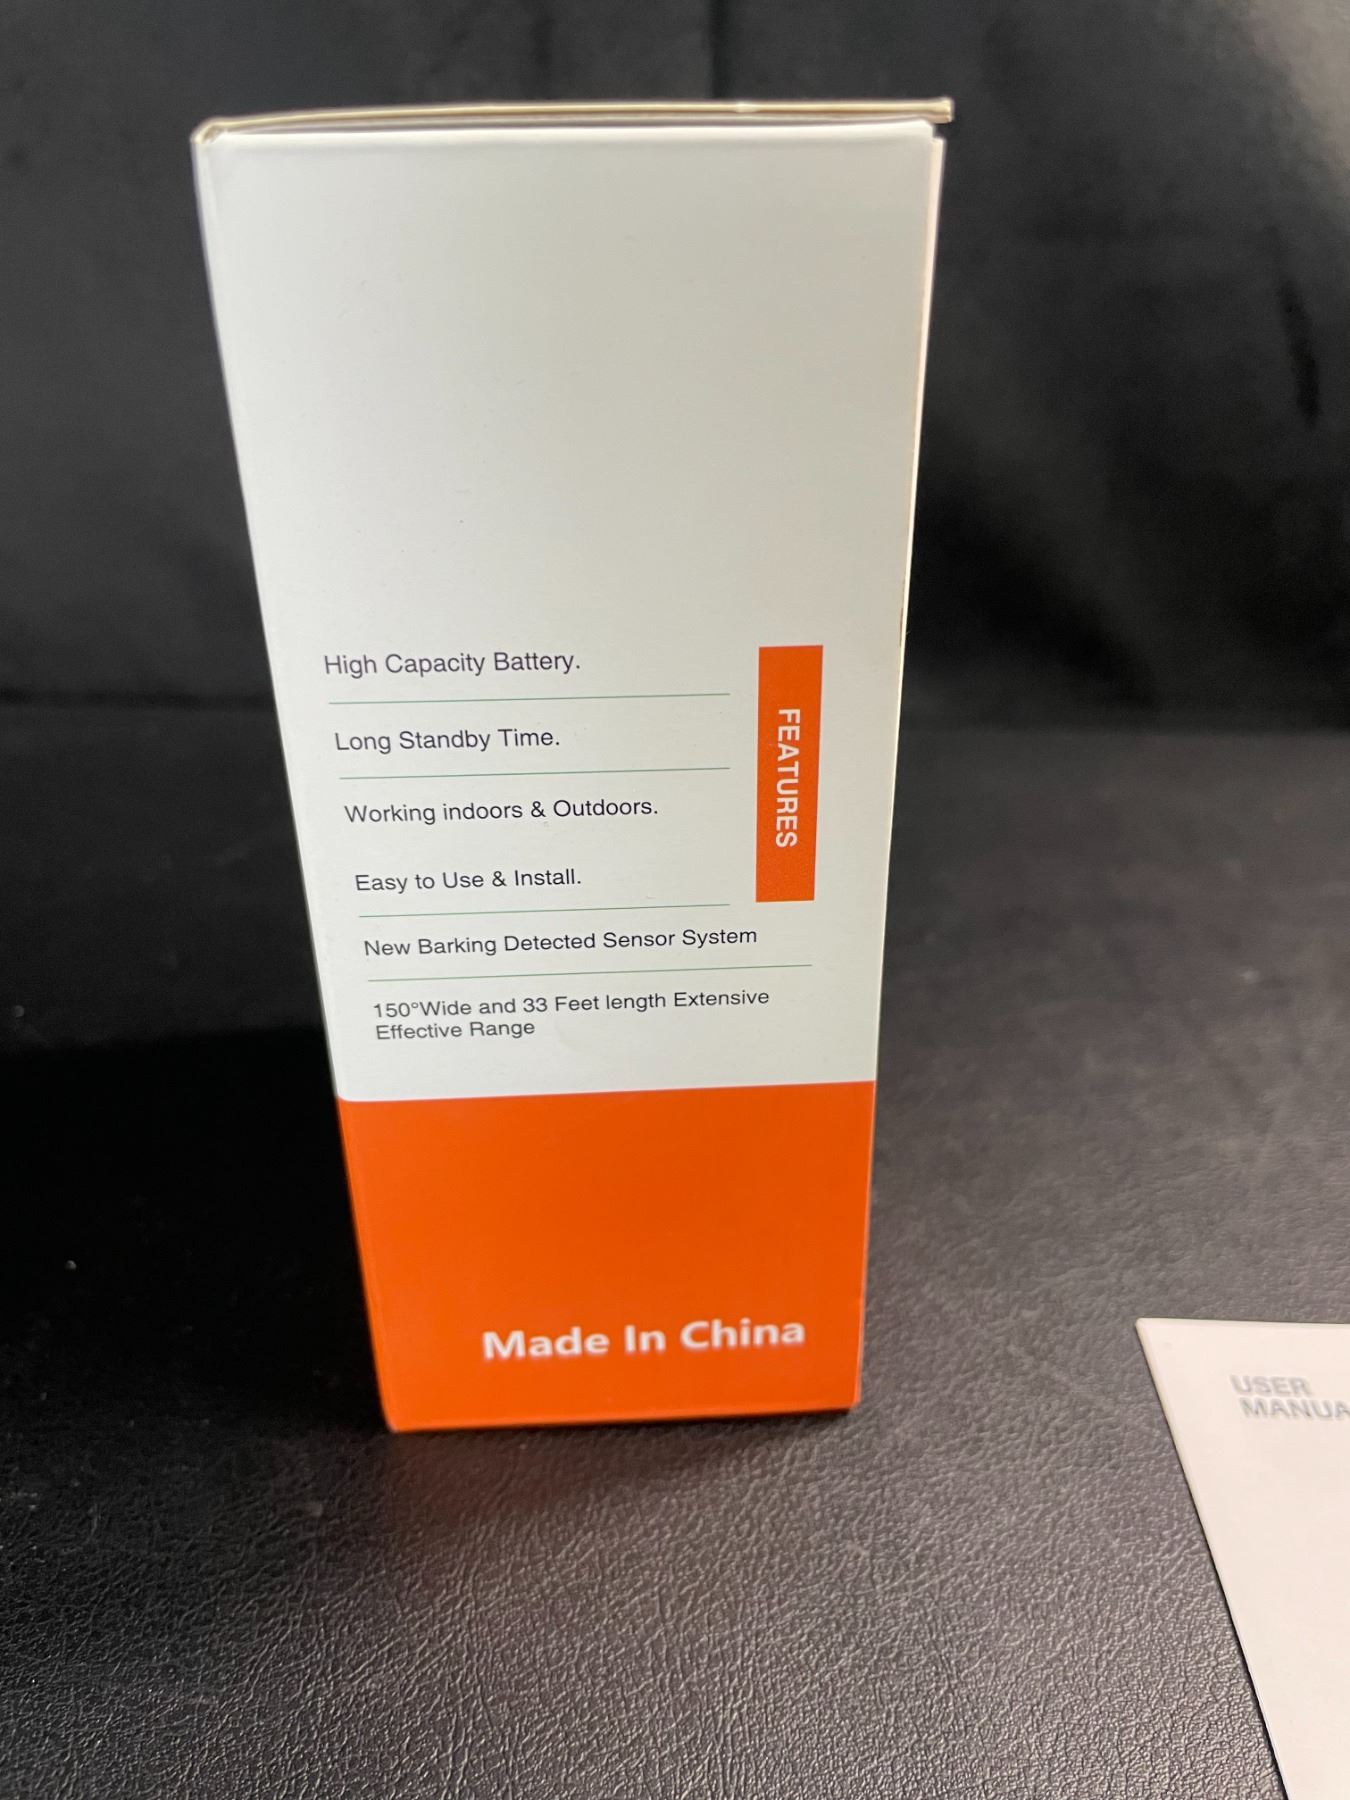 High Capacity Battery.
Long Standby Time.
Working indoors & Outdoors.
Easy to Use & Install.
New Barking Detected Sensor System
150°Wide and 33 Feet length Extensive
Effective Range
FEATURES
Made In China
USER
MANUA